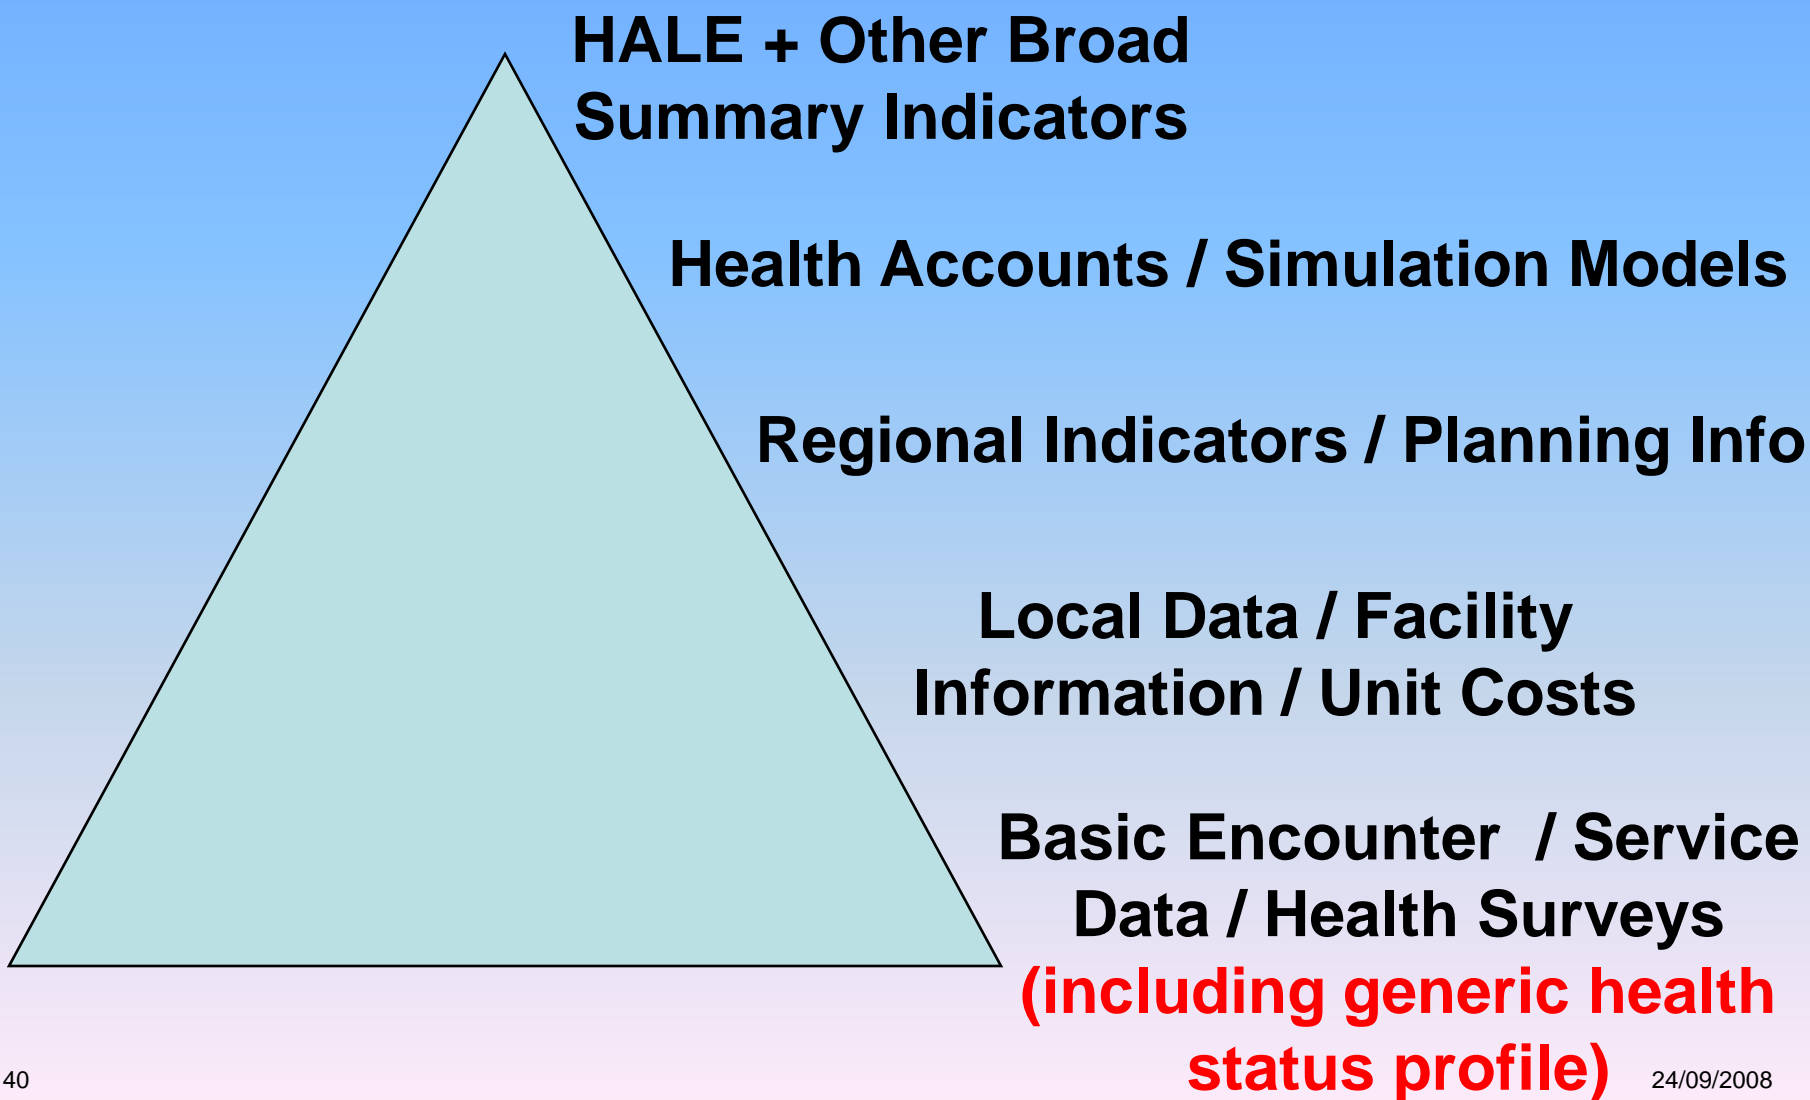 HALE + Other Broad
Summary Indicators
Health Accounts / Simulation Models
Regional Indicators / Planning Info
Local Data / Facility
Information / Unit Costs
Basic Encounter  / Service
Data / Health Surveys
(including generic health
status profile)
40
24/09/2008